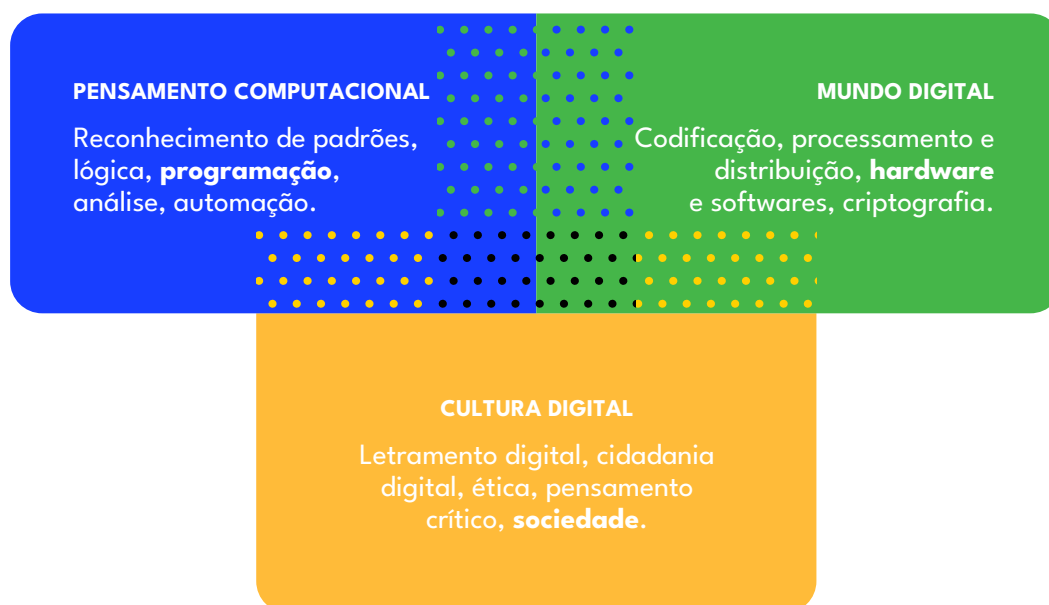 PENSAMENTO COMPUTACIONAL
Reconhecimento de padrões,
lógica, programação,
análise, automação.
MUNDO DIGITAL
Codificação, processamento e
distribuição, hardware
e softwares, criptografia.
CULTURA DIGITAL
Letramento digital, cidadania
digital, ética, pensamento
crítico, sociedade.